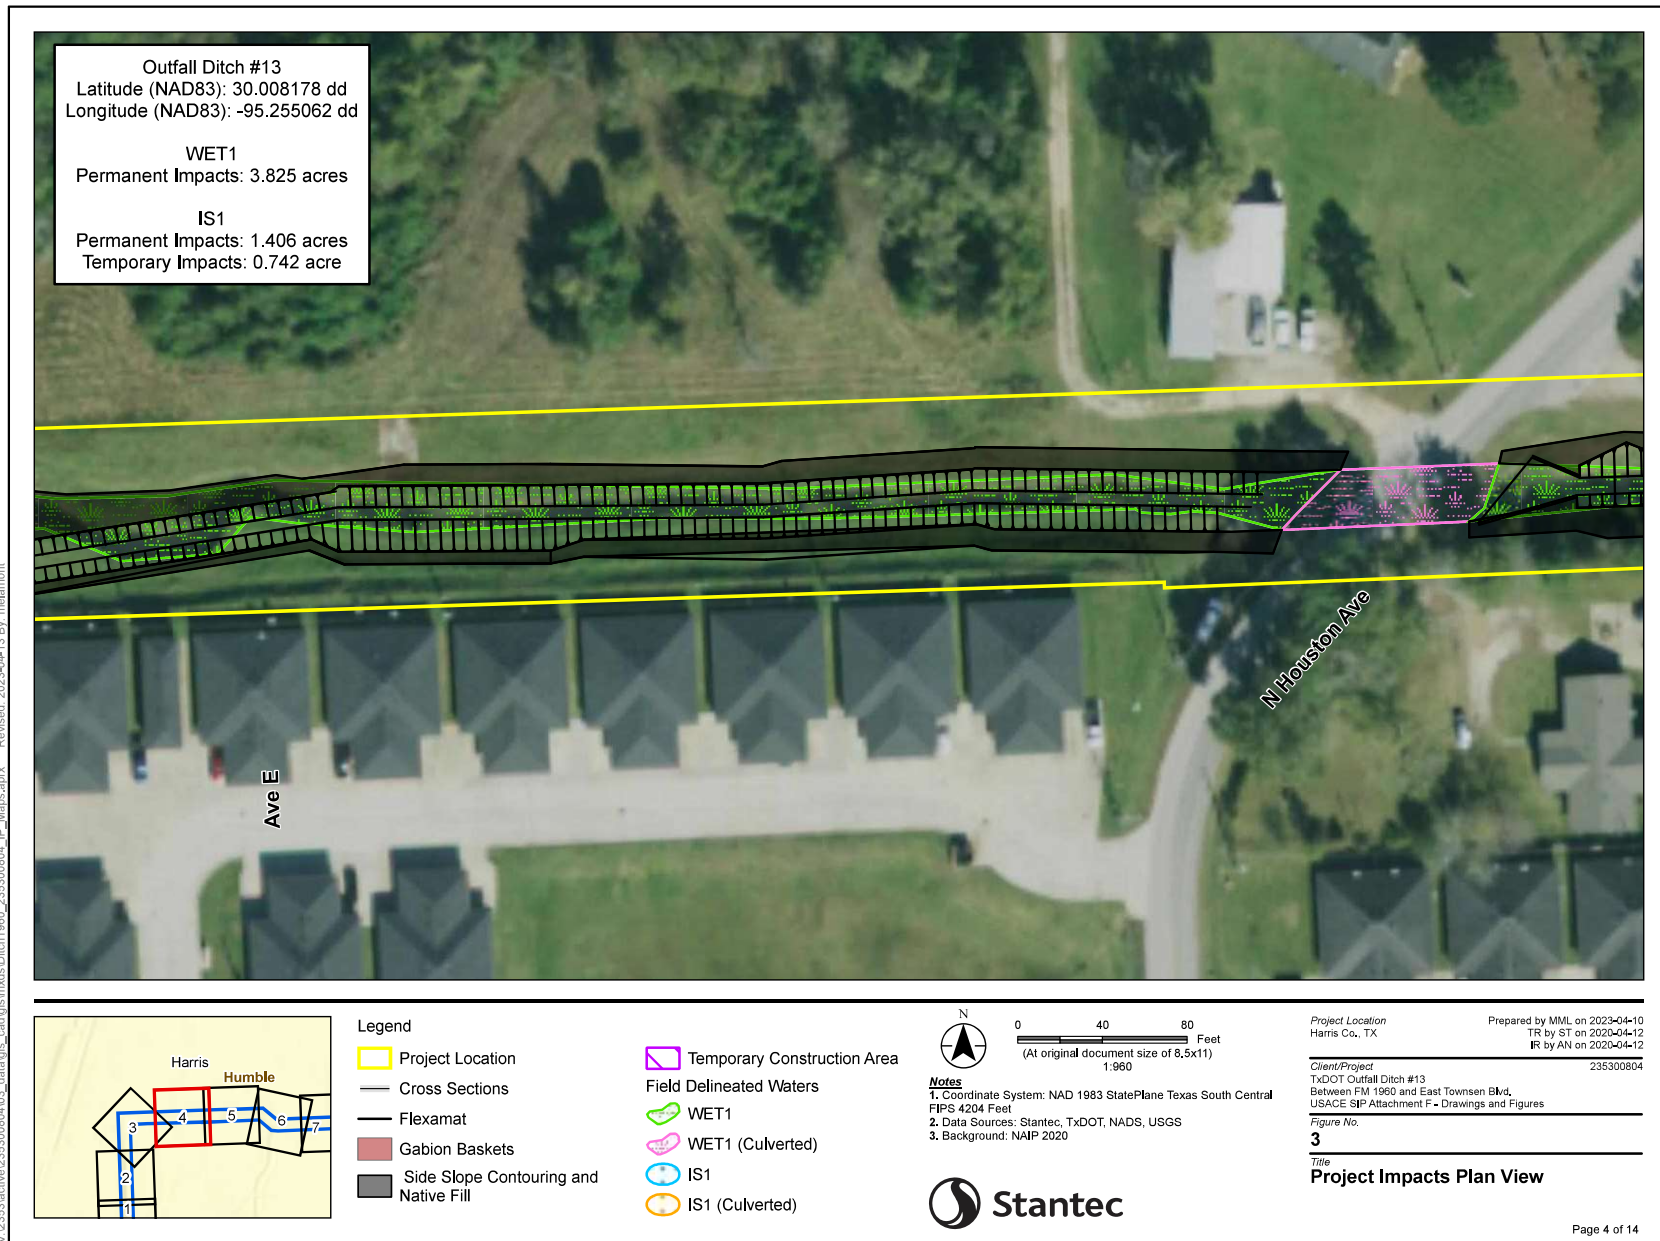 Outfall Ditch #13
Latitude (NAD83): 30.008178 dd
Longitude (NAD83): -95.255062 dd
WET1
Permanent Impacts: 3.825 acres
IS1
Permanent Impacts: 1.406 acres
Temporary Impacts: 0.742 acre
N Houston Ave
Ave E
Revised: 2023-04-13 By:
Harris
Humble
4
5
6
7
3
2
1
Legend
Project Location
Cross Sections
Flexamat
Gabion Baskets
Side Slope Contouring and
Native Fill
Temporary Construction Area
Field Delineated Waters
WET1
WET1 (Culverted)
IS1
IS1 (Culverted)
N
0 40 80
Feet
(At original document size of 8.5x11)
1:960
Notes
1. Coordinate System: NAD 1983 StatePlane Texas South Central
FIPS 4204 Feet
2. Data Sources: Stantec, TxDOT, NADS, USGS
3. Background: NAIP 2020
Stantec
Project Location
Harris Co., TX
Prepared by MML on 2023-04-10
TR by ST on 2020-04-12
IR by AN on 2020-04-12
Client/Project 235300804
TxDOT Outfall Ditch #13
Between FM 1960 and East Townsen Blvd.
USACE SIP Attachment F - Drawings and Figures
Figure No.
3
Title
Project Impacts Plan View
Page 4 of 14